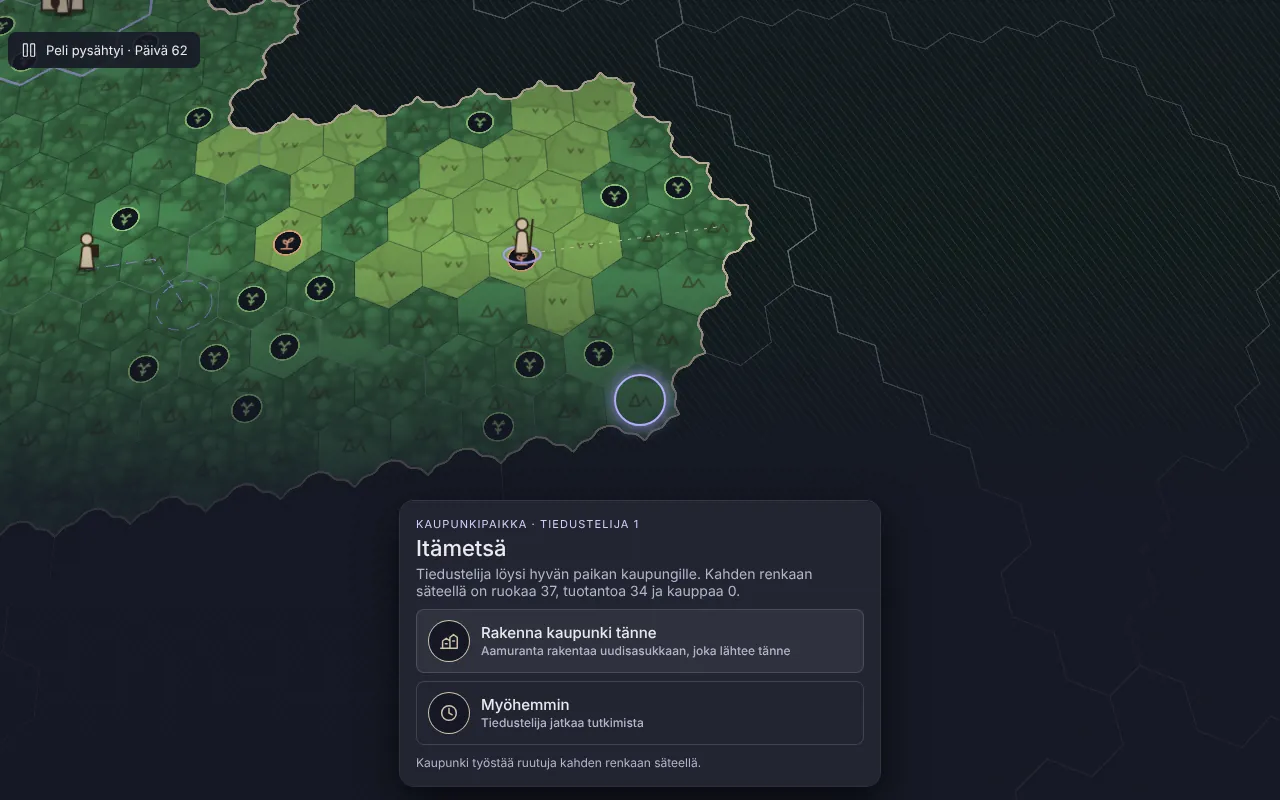 Peli pysähtyi · Päivä 62
KAUPUNKIPAIKKA · TIEDUSTELIJA 1
Itämetsä
Tiedustelija löysi hyvän paikan kaupungille. Kahden renkaan
säteellä on ruokaa 37, tuotantoa 34 ja kauppaa 0.
Rakenna kaupunki tänne
Aamuranta rakentaa uudisasukkaan, joka lähtee tänne
Myöhemmin
Tiedustelija jatkaa tutkimista
Kaupunki työstää ruutuja kahden renkaan säteellä.